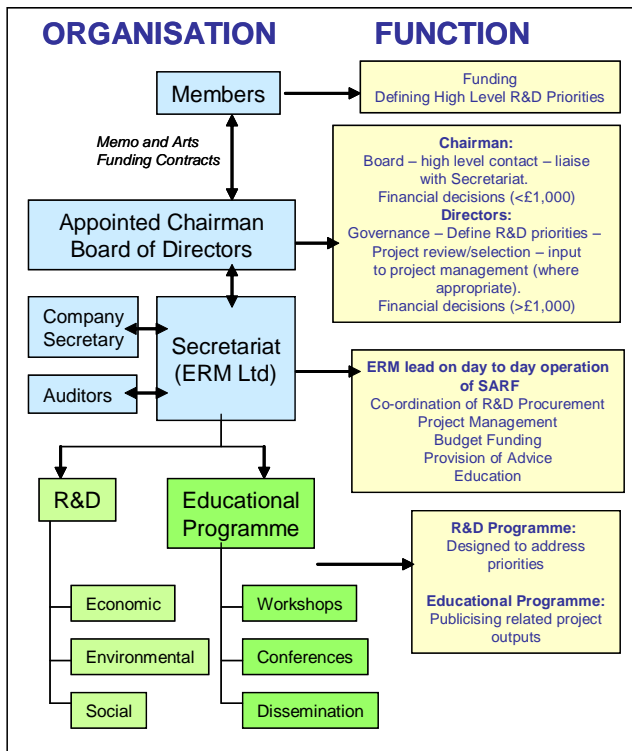 ORGANISATION
FUNCTION
Members
Funding
Defining High Level R&D Priorities
Memo and Arts
Funding Contracts
Appointed Chairman
Board of Directors
Chairman:
Board – high level contact – liaise
with Secretariat.
Financial decisions (<£1,000)
Directors:
Governance – Define R&D priorities –
Project review/selection – input
to project management (where
appropriate).
Financial decisions (>£1,000)
Company
Secretary
Auditors
Secretariat
(ERM Ltd)
ERM lead on day to day operation
of SARF
Co-ordination of R&D Procurement
Project Management
Budget Funding
Provision of Advice
Education
R&D
Educational
Programme
R&D Programme:
Designed to address
priorities
Educational Programme:
Publicising related project
outputs
Economic
Environmental
Social
Workshops
Conferences
Dissemination